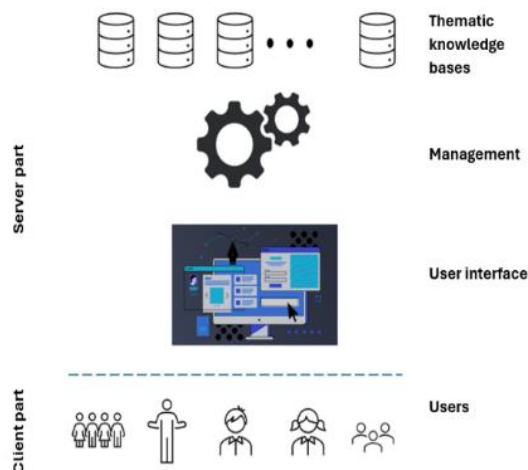 Thematic
knowledge
bases
Management
Server part
User interface
Users
Client part